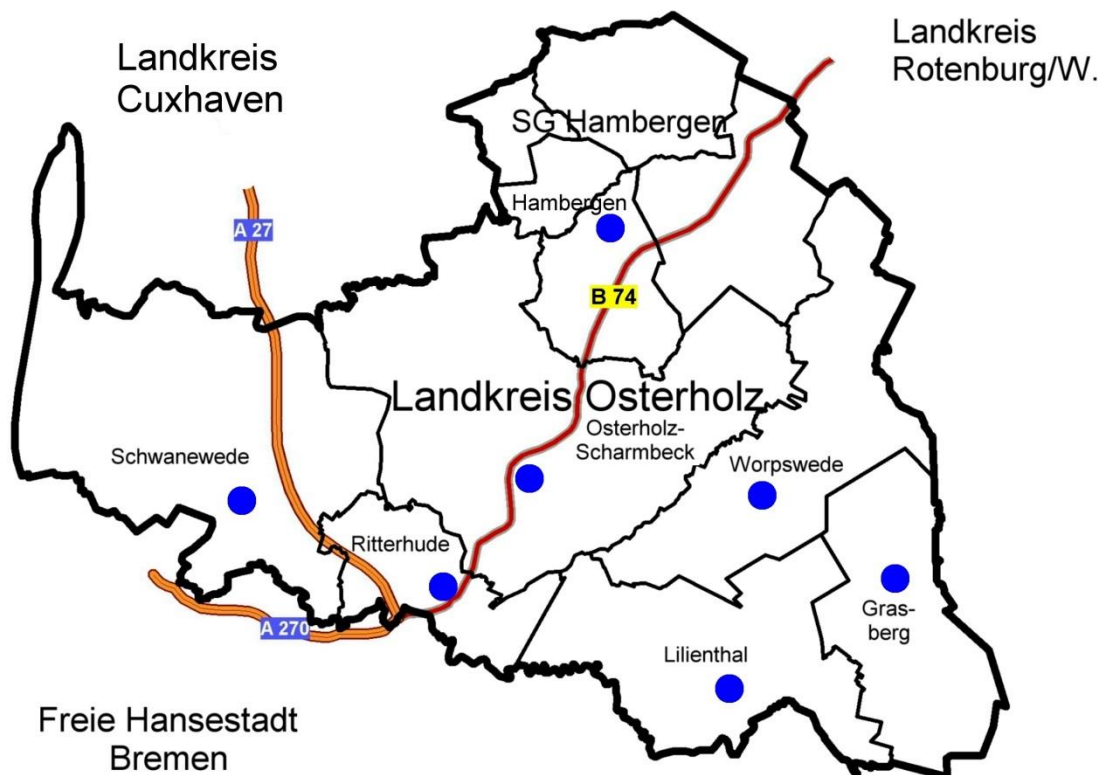 Landkreis
Cuxhaven
Landkreis
Rotenburg/W.
SG Hambergen
Hambergen
A 27
B 74
Landkreis Osterholz
Osterholz-
Scharmbeck
Schwanewede
Worpswede
Ritterhude
Gras-
berg
A 270
Lilienthal
Freie Hansestadt
Bremen